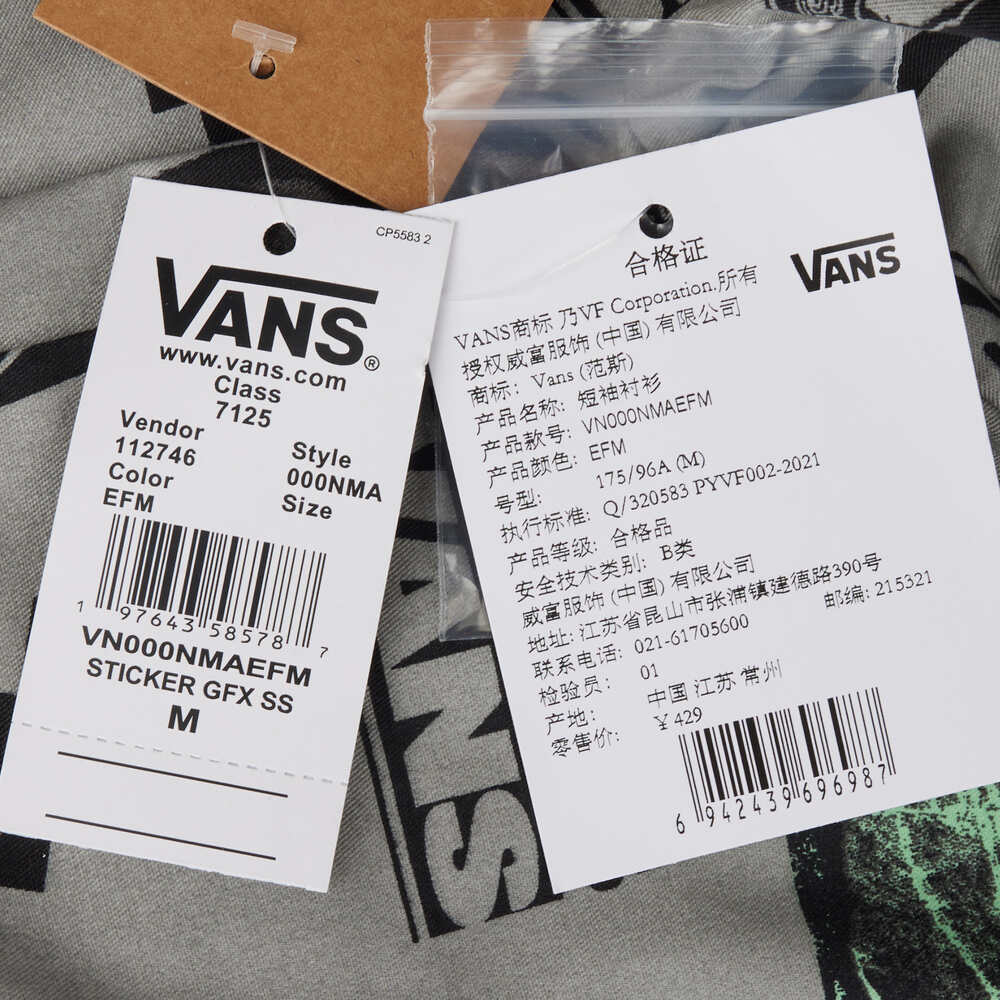 CP5583 2
VANS®
www.vans.com
Class
7125
Vendor
112746
Style
000NMA
Color
EFM
Size
1 97643 58578 7
VN000NMAEFM
STICKER GFX SS
M
合格证
VANS
VANS商标 乃VF Corporation.所有
授权威富服饰 (中国) 有限公司
商标: Vans (范斯)
产品名称: 短袖衬衫
产品款号: VN000NMAEFM
产品颜色: EFM
号型: 175/96A (M)
执行标准: Q/320583 PYVF002-2021
产品等级: 合格品
安全技术类别: B类
威富服饰 (中国) 有限公司
地址: 江苏省昆山市张浦镇建德路390号
邮编: 215321
联系电话: 021-61705600
检验员: 01
产地: 中国 江苏 常州
零售价: ¥ 429
6 942439 696987